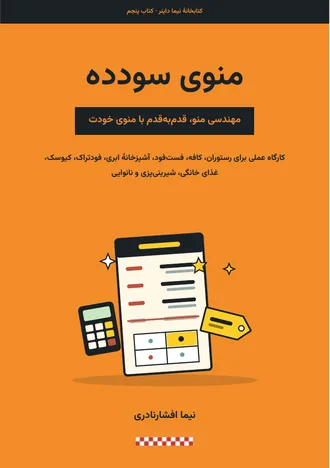 کتابخانهٔ نیما داینر · کتاب پنجم
منوی سودده
مهندسی منو، قدم‌به‌قدم با منوی خودت
کارگاه عملی برای رستوران، کافه، فست‌فود، آشپزخانهٔ ابری، فودتراک، کیوسک،
غذای خانگی، شیرینی‌پزی و نانوایی
نیما افشارنادری